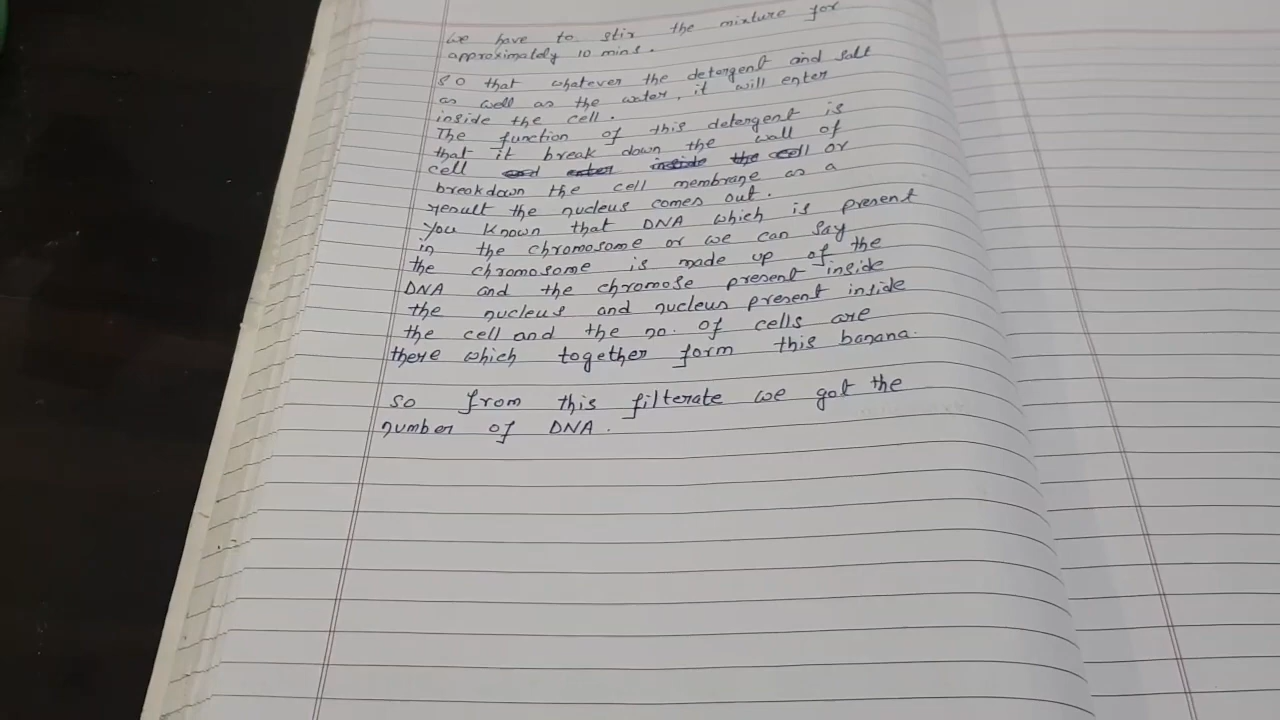 We have to stir the mixture for
approximately 10 mins.
so that whatever the detergent and salt
as well as the water, it will enter
inside the cell.
The function of this detergent is
that it break down the wall of
cell and enter inside the cell or
breakdown the cell membrane as a
result the nucleus comes out.
You known that DNA which is present
in the chromosome or we can say
the chromosome is made up of the
DNA and the chromose present inside
the nucleus and nucleus present inside
the cell and the no. of cells are
there which together form this banana.
so from this filterate we got the
number of DNA.